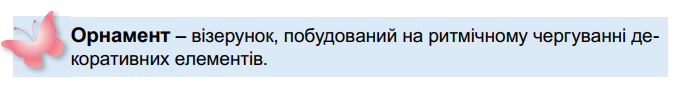 Орнамент – візерунок, побудований на ритмічному чергуванні де-
коративних елементів.